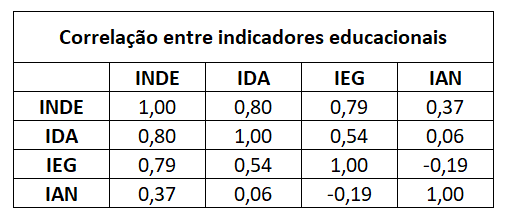 Correlação entre indicadores educacionais
INDE IDA IEG IAN
INDE 1,00 0,80 0,79 0,37
IDA 0,80 1,00 0,54 0,06
IEG 0,79 0,54 1,00 -0,19
IAN 0,37 0,06 -0,19 1,00